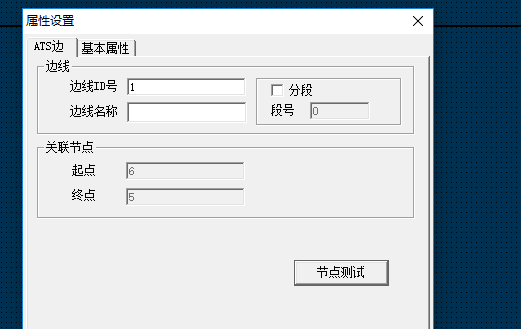 属性设置
ATS边 基本属性
边线
边线ID号 1
分段
边线名称
段号 0
关联节点
起点 6
终点 5
节点测试